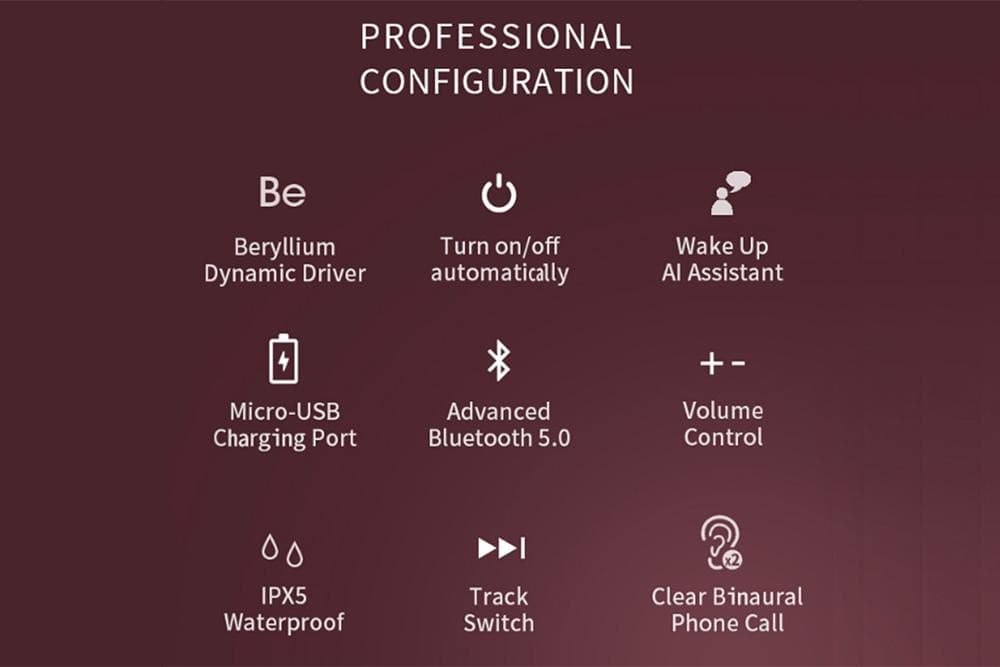 PROFESSIONAL
CONFIGURATION
Be
Beryllium
Dynamic Driver
Turn on/off
automatically
Wake Up
AI Assistant
Micro-USB
Charging Port
Advanced
Bluetooth 5.0
+ -
Volume
Control
IPX5
Waterproof
Track
Switch
x2
Clear Binaural
Phone Call